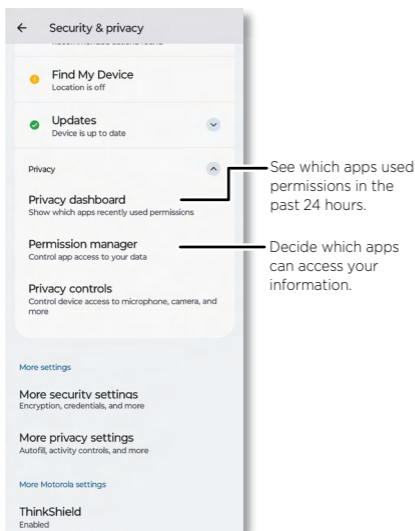 Security & privacy
Find My Device
Location is off
Updates
Device is up to date
Privacy
Privacy dashboard
Show which apps recently used permissions
Permission manager
Control app access to your data
Privacy controls
Control device access to microphone, camera, and
more
More settings
More security settings
Encryption, credentials, and more
More privacy settings
Autofill, activity controls, and more
More Motorola settings
ThinkShield
Enabled
See which apps used
permissions in the
past 24 hours.
Decide which apps
can access your
information.